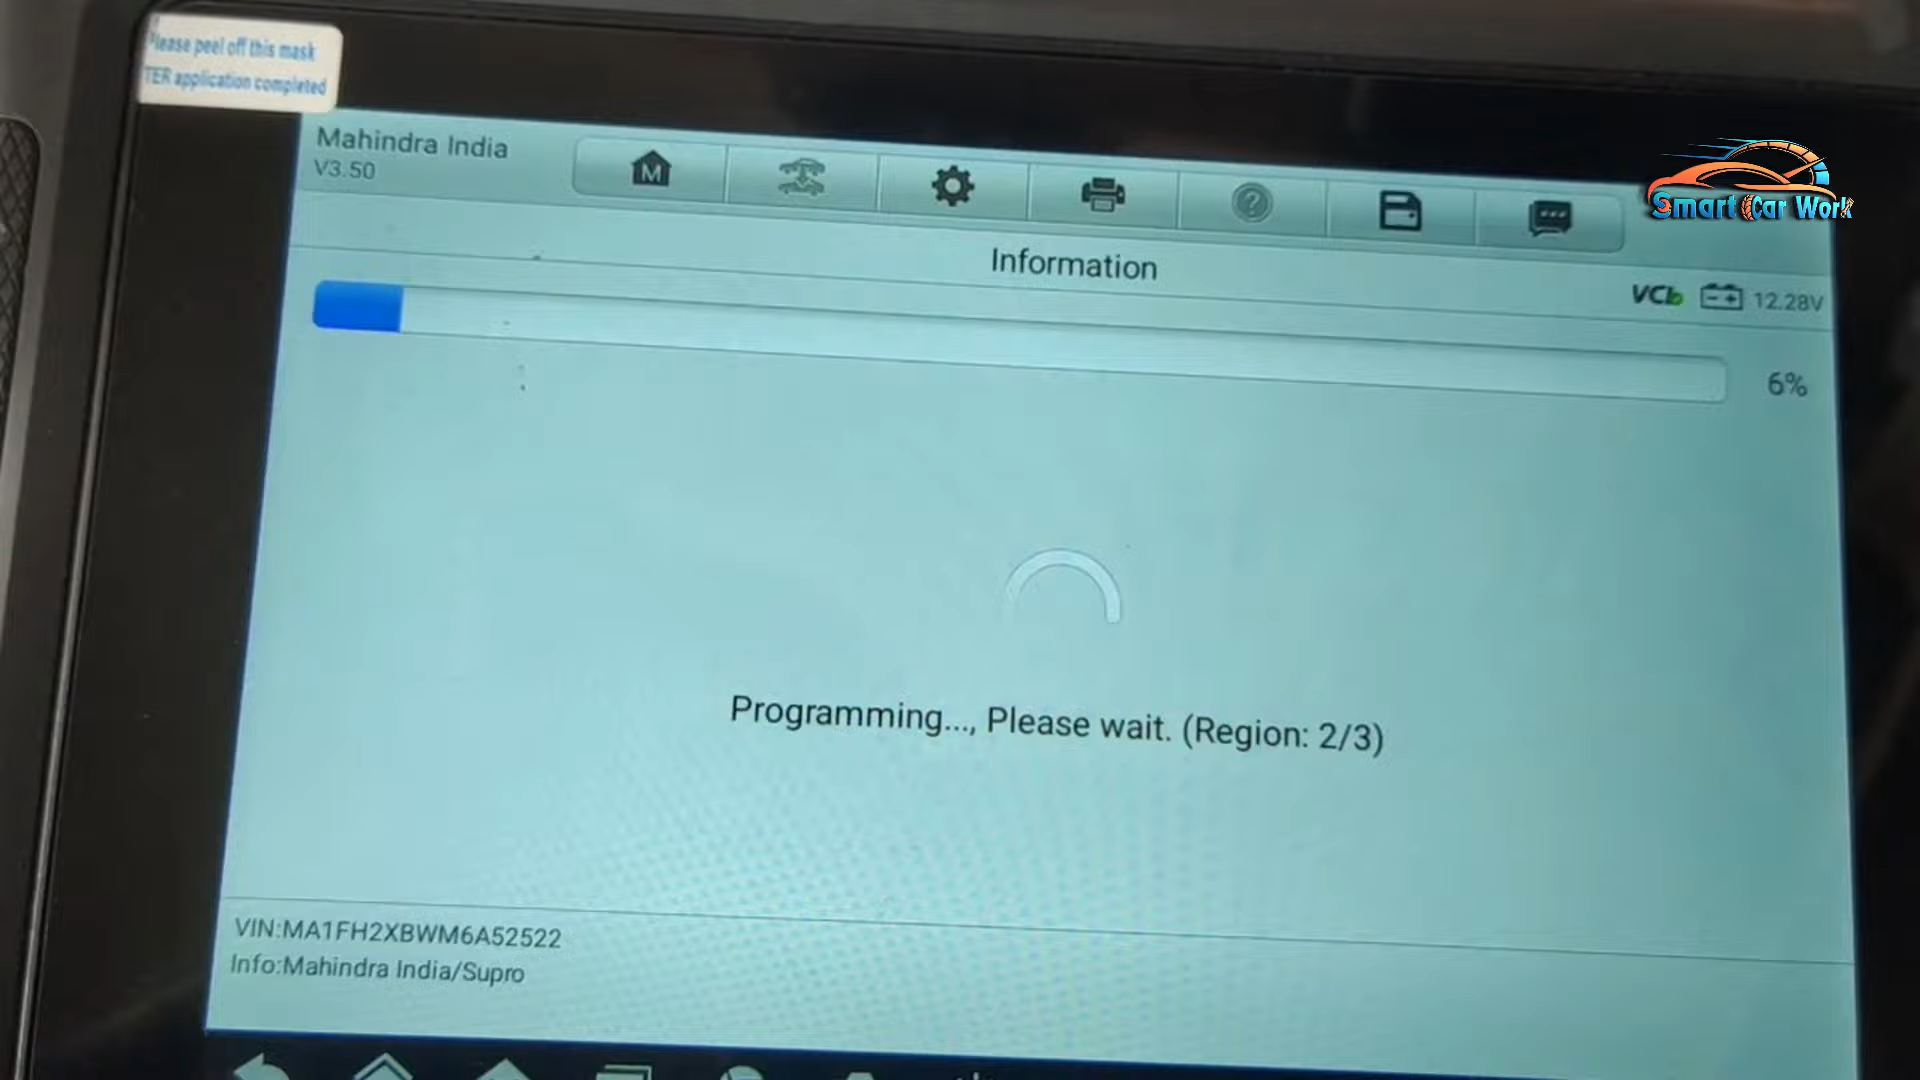 Please peel off this mask
TER application completed
Mahindra India
V3.50
M
?
Smart Car Work
Information
VCI
12.28V
6%
Programming..., Please wait. (Region: 2/3)
VIN:MA1FH2XBWM6A52522
Info:Mahindra India/Supro